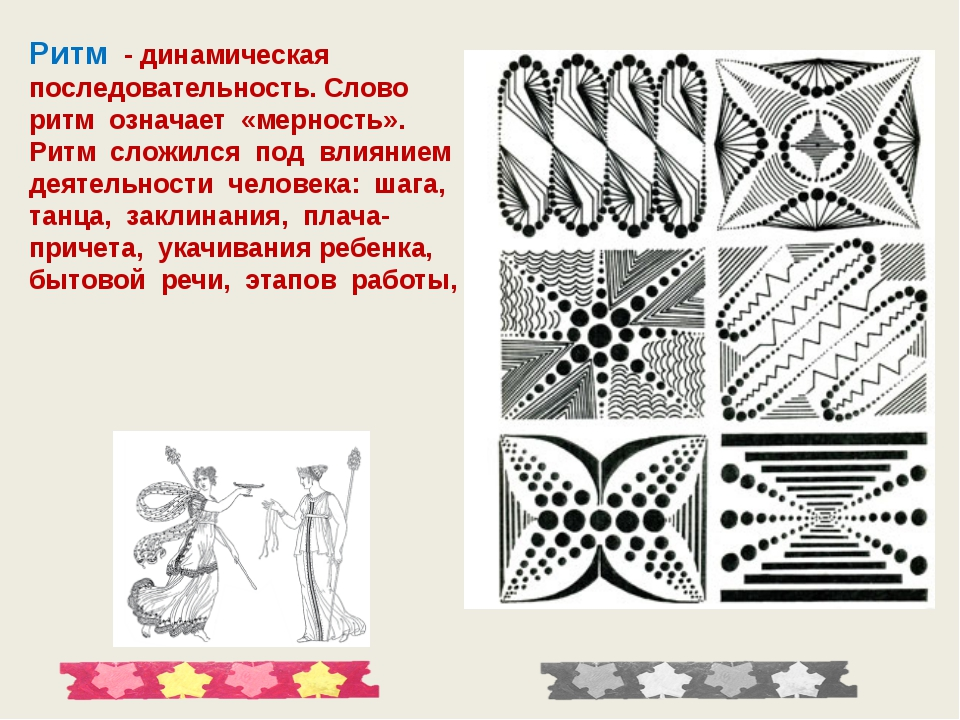 Ритм - динамическая
последовательность. Слово
ритм означает «мерность».
Ритм сложился под влиянием
деятельности человека: шага,
танца, заклинания, плача-
причета, укачивания ребенка,
бытовой речи, этапов работы,